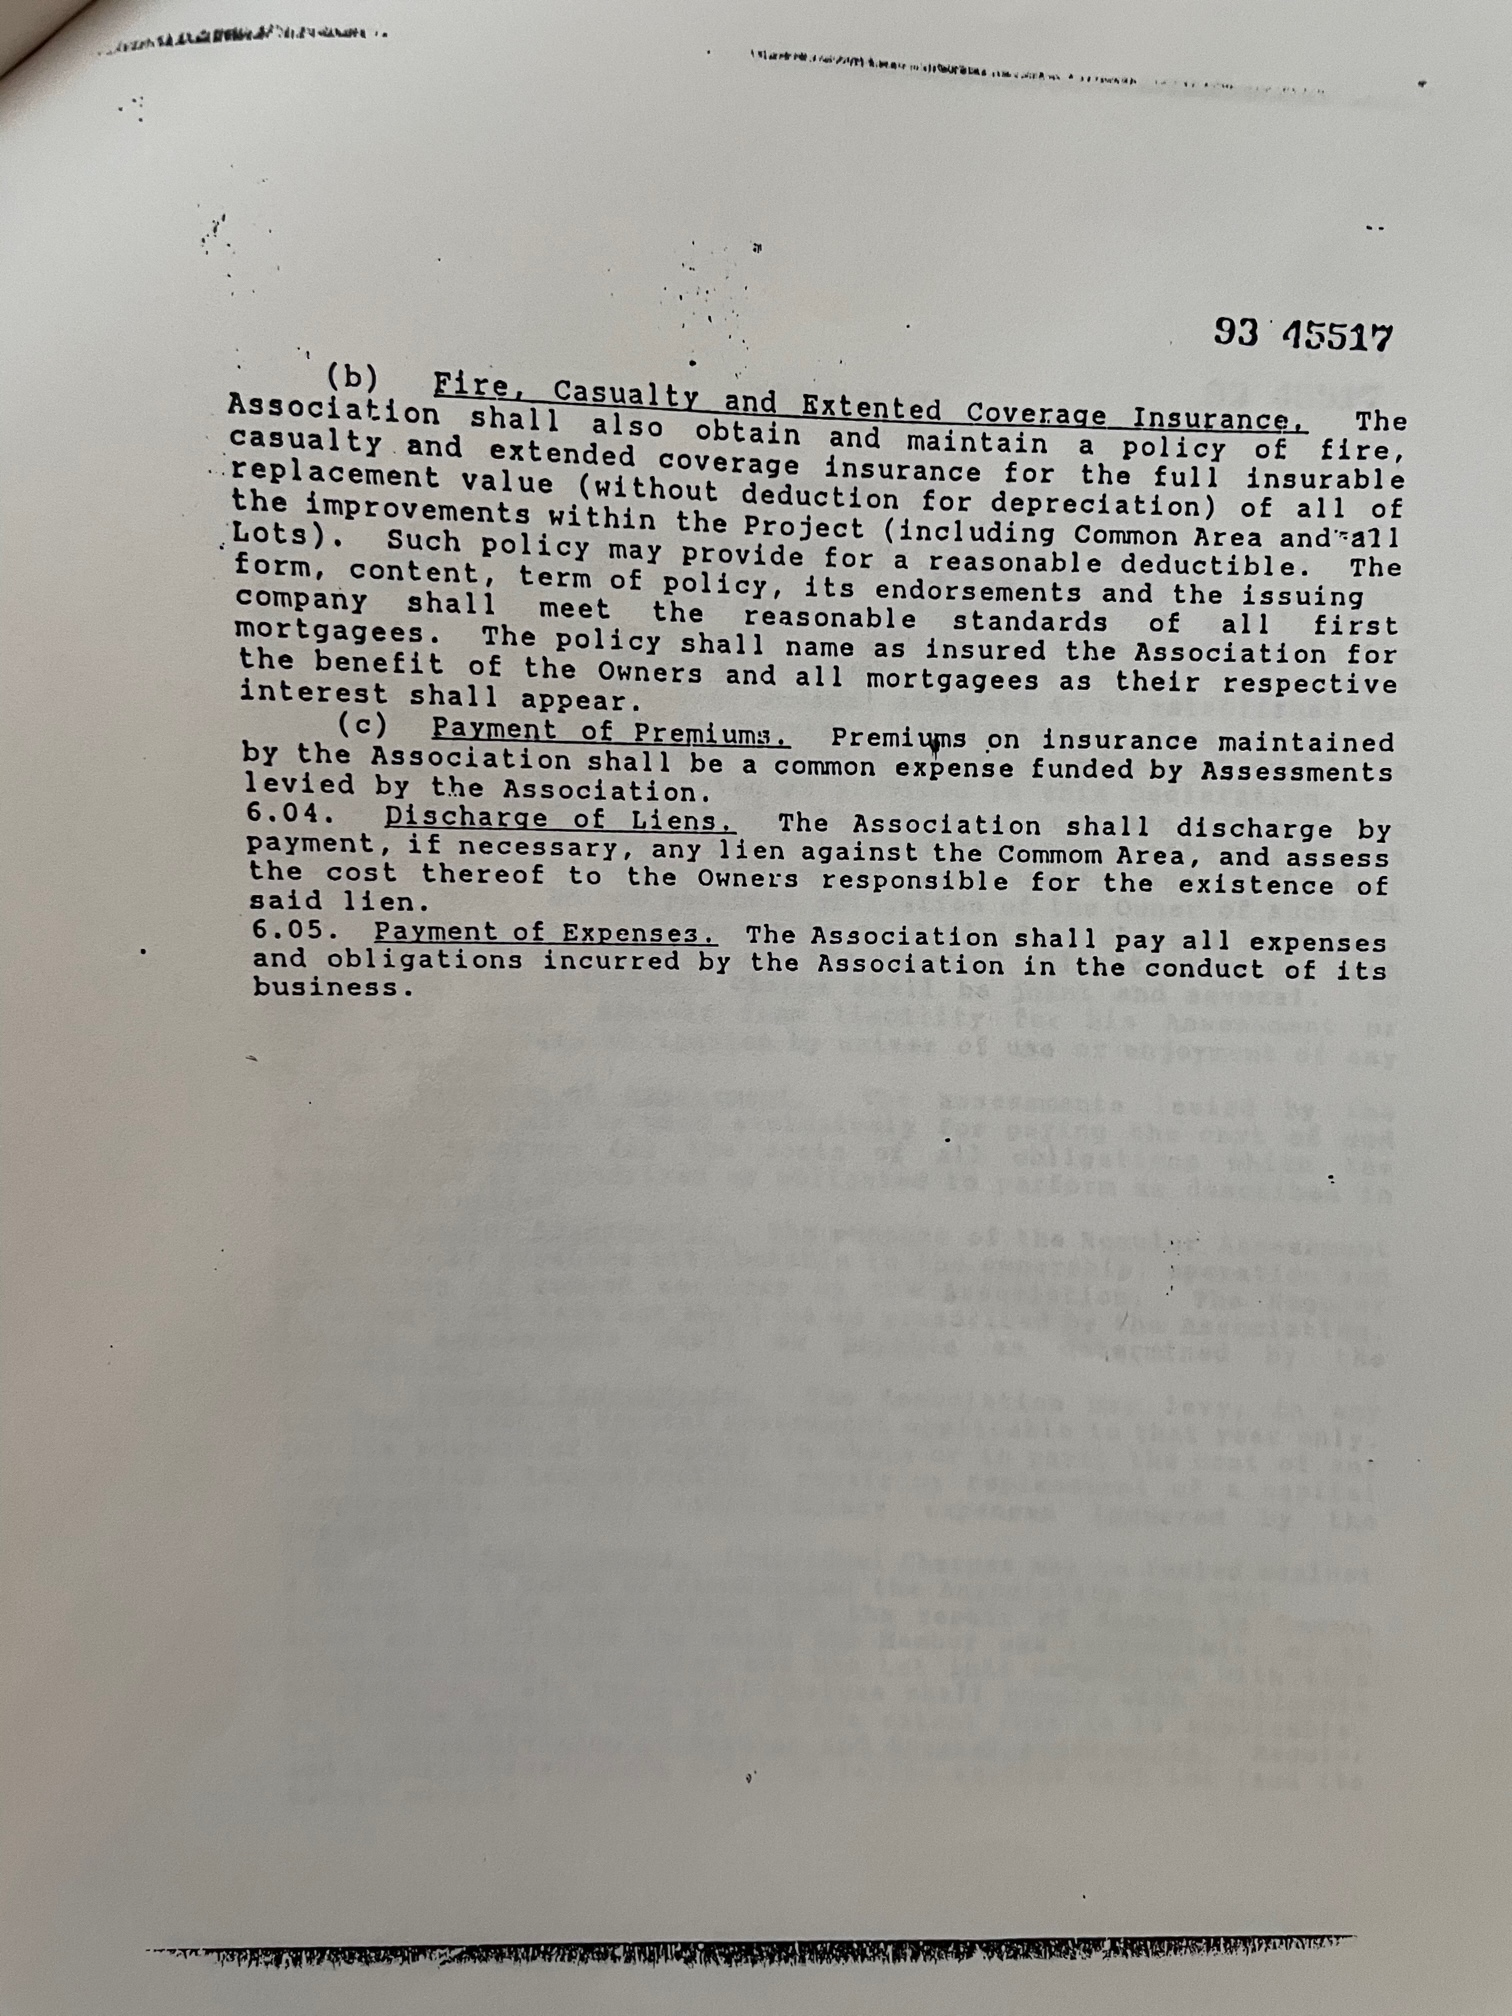 93 45517
(b) Fire, Casualty and Extented Coverage Insurance. The
Association shall also obtain and maintain a policy of fire,
casualty and extended coverage insurance for the full insurable
replacement value (without deduction for depreciation) of all of
the improvements within the Project (including Common Area and all
Lots). Such policy may provide for a reasonable deductible. The
form, content, term of policy, its endorsements and the issuing
company shall meet the reasonable standards of all first
mortgagees. The policy shall name as insured the Association for
the benefit of the Owners and all mortgagees as their respective
interest shall appear.
(c) Payment of Premiums. Premiums on insurance maintained
by the Association shall be a common expense funded by Assessments
levied by the Association.
6.04. Discharge of Liens. The Association shall discharge by
payment, if necessary, any lien against the Commom Area, and assess
the cost thereof to the Owners responsible for the existence of
said lien.
6.05. Payment of Expenses. The Association shall pay all expenses
and obligations incurred by the Association in the conduct of its
business.